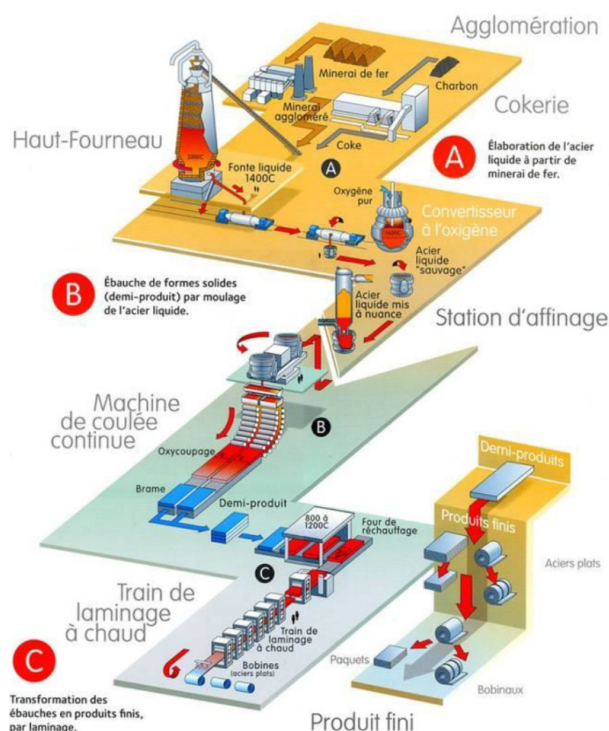 Agglomération
Minerai de fer
Charbon
Minerai
aggloméré
Cokerie
Haut-Fourneau
Coke
A
A
Élaboration de l'acier
liquide à partir de
minerai de fer.
Fonte liquide
1400C
Oxygène
pur
Convertisseur
à l'oxigène
B
Ébauche de formes solides
(demi-produit) par moulage
de l'acier liquide.
Acier
liquide
"sauvage"
Acier
liquide mis
à nuance
Station d'affinage
Machine
de coulée
continue
B
Oxycoupage
Brame
Demi-produit
800 à
1200C
Four de
réchauffage
Demi-produits
Produits finis
Aciers plats
C
Train de
laminage
à chaud
Train de
laminage
à chaud
Bobines
(aciers plats)
C
Transformation des
ébauches en produits finis,
par laminage.
Paquets
Bobinaux
Produit fini